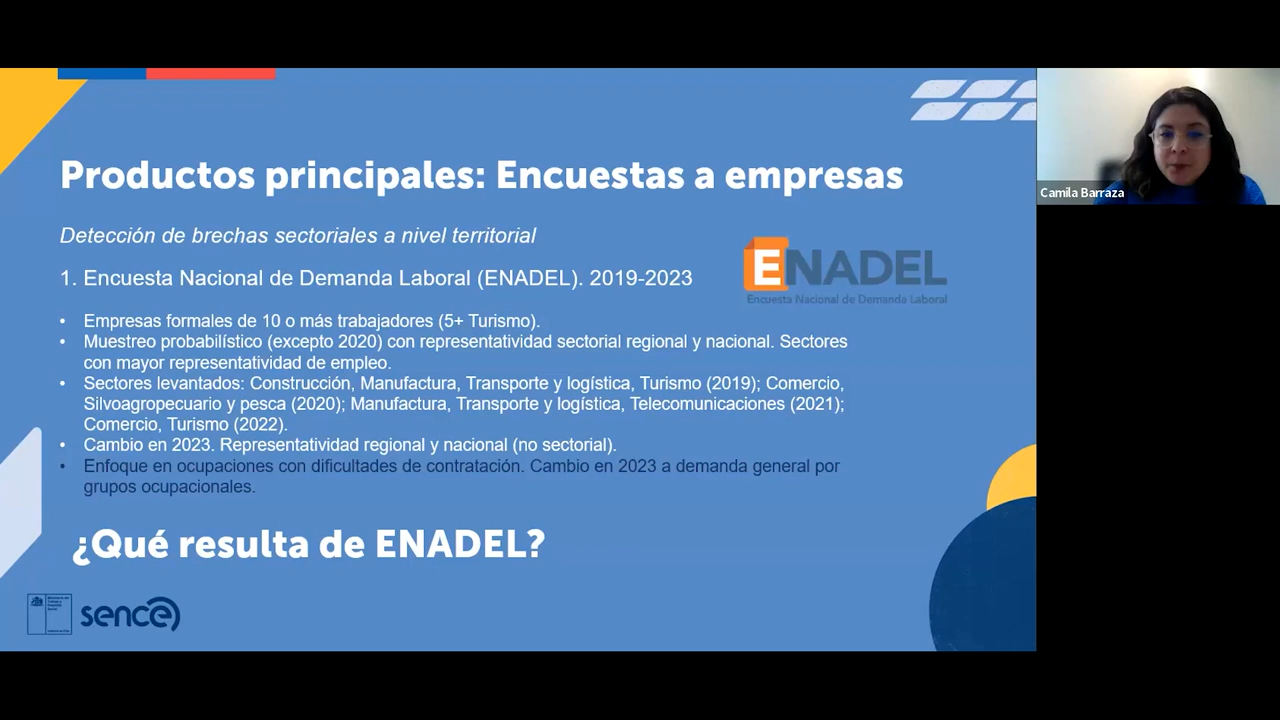 Productos principales: Encuestas a empresas
Detección de brechas sectoriales a nivel territorial
1. Encuesta Nacional de Demanda Laboral (ENADEL). 2019-2023
ENADEL
Encuesta Nacional de Demanda Laboral
• Empresas formales de 10 o más trabajadores (5+ Turismo).
• Muestreo probabilístico (excepto 2020) con representatividad sectorial regional y nacional. Sectores
con mayor representatividad de empleo.
• Sectores levantados: Construcción, Manufactura, Transporte y logística, Turismo (2019); Comercio,
Silvoagropecuario y pesca (2020); Manufactura, Transporte y logística, Telecomunicaciones (2021);
Comercio, Turismo (2022).
• Cambio en 2023. Representatividad regional y nacional (no sectorial).
• Enfoque en ocupaciones con dificultades de contratación. Cambio en 2023 a demanda general por
grupos ocupacionales.
¿Qué resulta de ENADEL?
sence
Camila Barraza